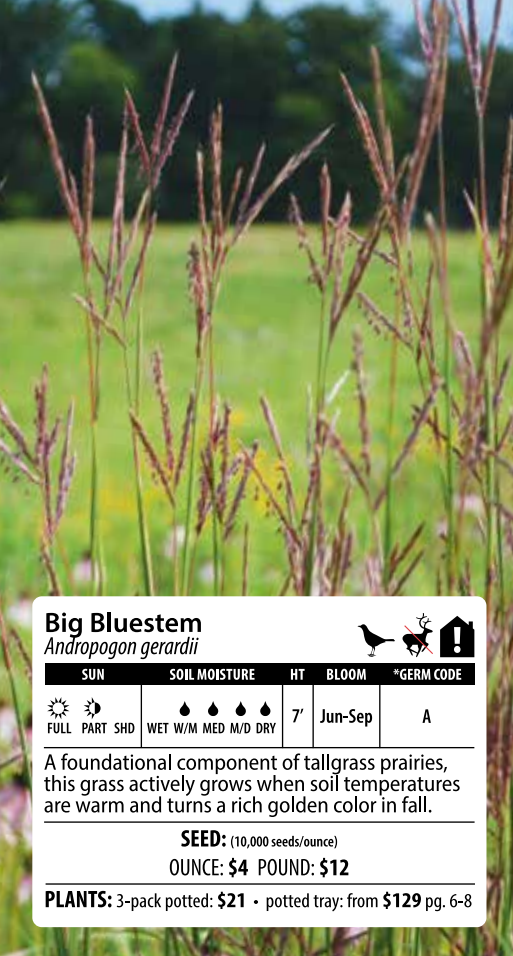 Big Bluestem
Andropogon gerardii
SUN SOIL MOISTURE HT BLOOM *GERM CODE
FULL PART SHD WET W/M MED M/D DRY 7' Jun-Sep A
A foundational component of tallgrass prairies,
this grass actively grows when soil temperatures
are warm and turns a rich golden color in fall.
SEED: (10,000 seeds/ounce)
OUNCE: $4 POUND: $12
PLANTS: 3-pack potted: $21 • potted tray: from $129 pg. 6-8